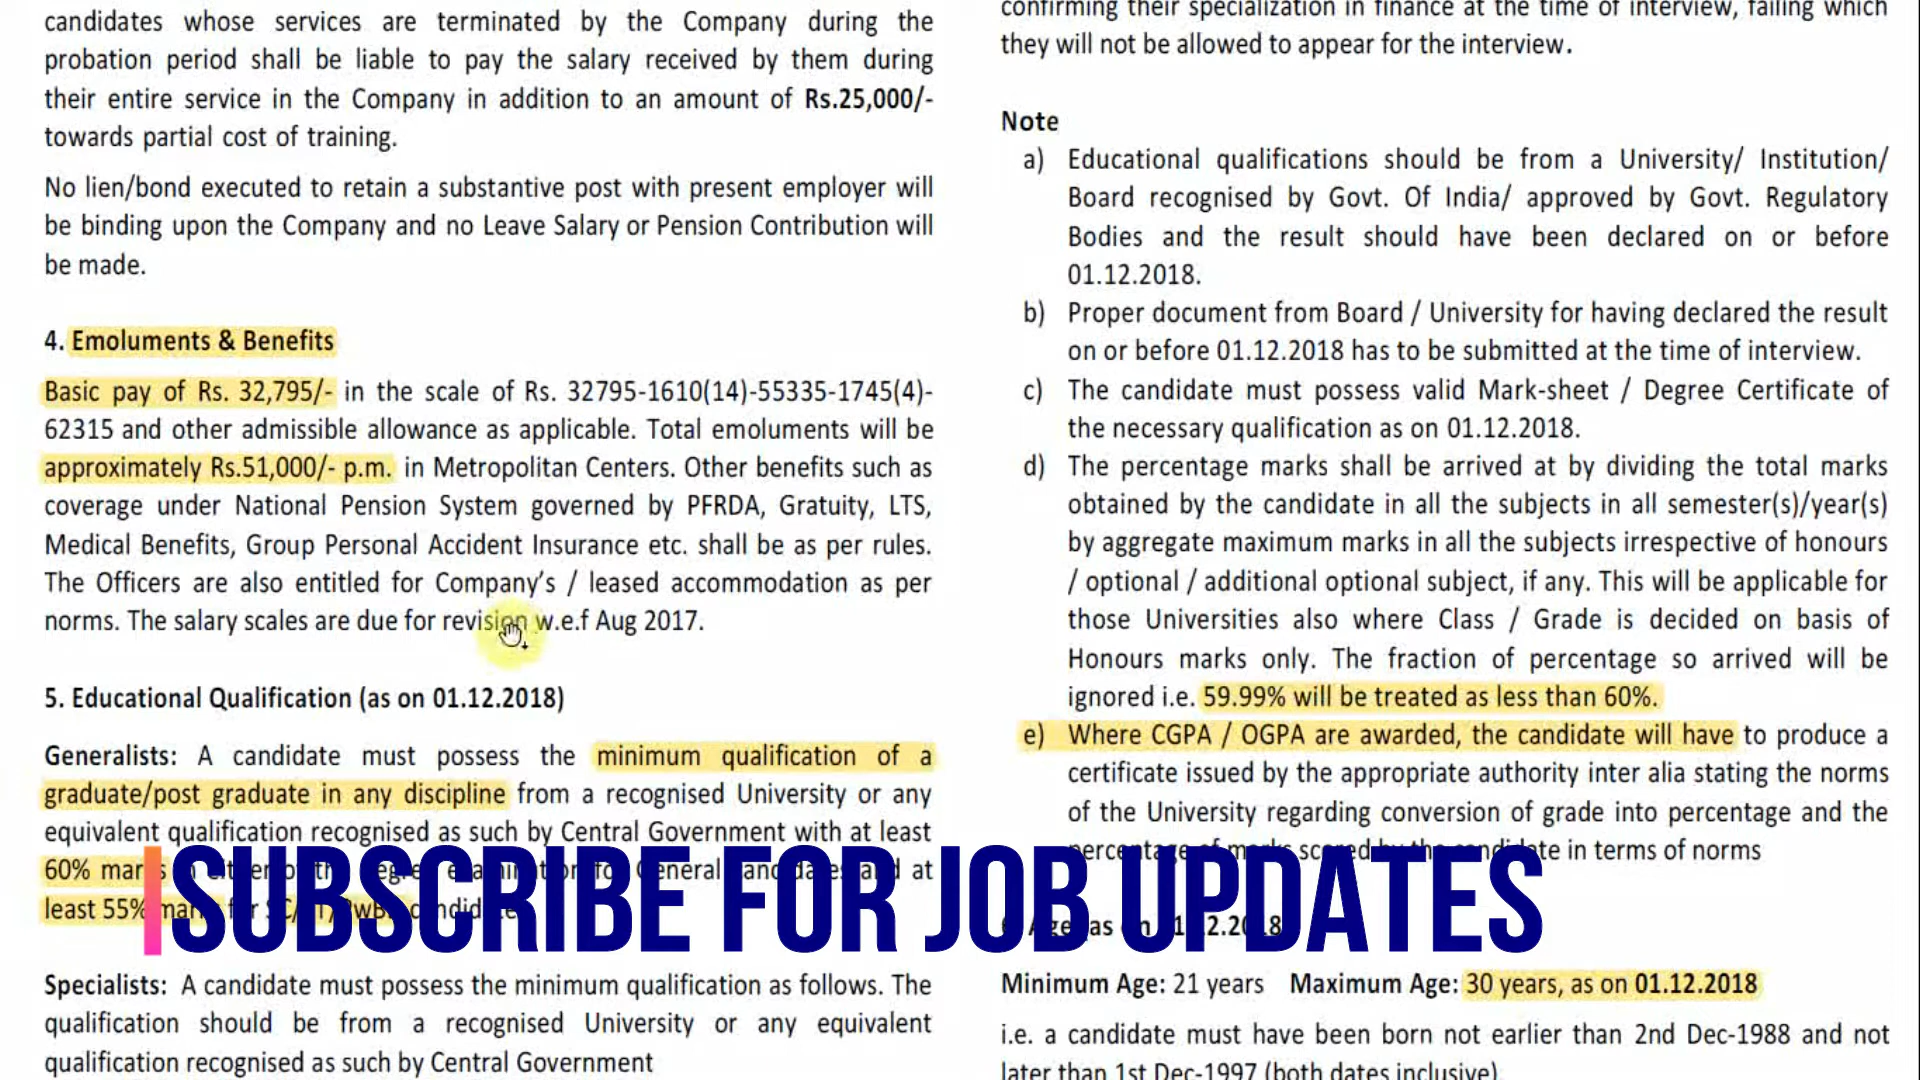 candidates whose services are terminated by the Company during the
probation period shall be liable to pay the salary received by them during
their entire service in the Company in addition to an amount of Rs.25,000/-
towards partial cost of training.
No lien/bond executed to retain a substantive post with present employer will
be binding upon the Company and no Leave Salary or Pension Contribution will
be made.
4. Emoluments & Benefits
Basic pay of Rs. 32,795/- in the scale of Rs. 32795-1610(14)-55335-1745(4)-
62315 and other admissible allowance as applicable. Total emoluments will be
approximately Rs.51,000/- p.m. in Metropolitan Centers. Other benefits such as
coverage under National Pension System governed by PFRDA, Gratuity, LTS,
Medical Benefits, Group Personal Accident Insurance etc. shall be as per rules.
The Officers are also entitled for Company's / leased accommodation as per
norms. The salary scales are due for revision w.e.f Aug 2017.
5. Educational Qualification (as on 01.12.2018)
Generalists: A candidate must possess the minimum qualification of a
graduate/post graduate in any discipline from a recognised University or any
equivalent qualification recognised as such by Central Government with at least
60% at
least 55%
Specialists: A candidate must possess the minimum qualification as follows. The
qualification should be from a recognised University or any equivalent
qualification recognised as such by Central Government
confirming their specialization in finance at the time of interview, failing which
they will not be allowed to appear for the interview.
Note
a) Educational qualifications should be from a University/ Institution/
Board recognised by Govt. Of India/ approved by Govt. Regulatory
Bodies and the result should have been declared on or before
01.12.2018.
b) Proper document from Board / University for having declared the result
on or before 01.12.2018 has to be submitted at the time of interview.
c) The candidate must possess valid Mark-sheet / Degree Certificate of
the necessary qualification as on 01.12.2018.
d) The percentage marks shall be arrived at by dividing the total marks
obtained by the candidate in all the subjects in all semester(s)/year(s)
by aggregate maximum marks in all the subjects irrespective of honours
/ optional / additional optional subject, if any. This will be applicable for
those Universities also where Class / Grade is decided on basis of
Honours marks only. The fraction of percentage so arrived will be
ignored i.e. 59.99% will be treated as less than 60%.
e) Where CGPA / OGPA are awarded, the candidate will have to produce a
certificate issued by the appropriate authority inter alia stating the norms
of the University regarding conversion of grade into percentage and the
percentage of marks scored by the candidate in terms of norms
Minimum Age: 21 years Maximum Age: 30 years, as on 01.12.2018
i.e. a candidate must have been born not earlier than 2nd Dec-1988 and not
later than 1st Dec-1997 (both dates inclusive).
SUBSCRIBE FOR JOB UPDATES